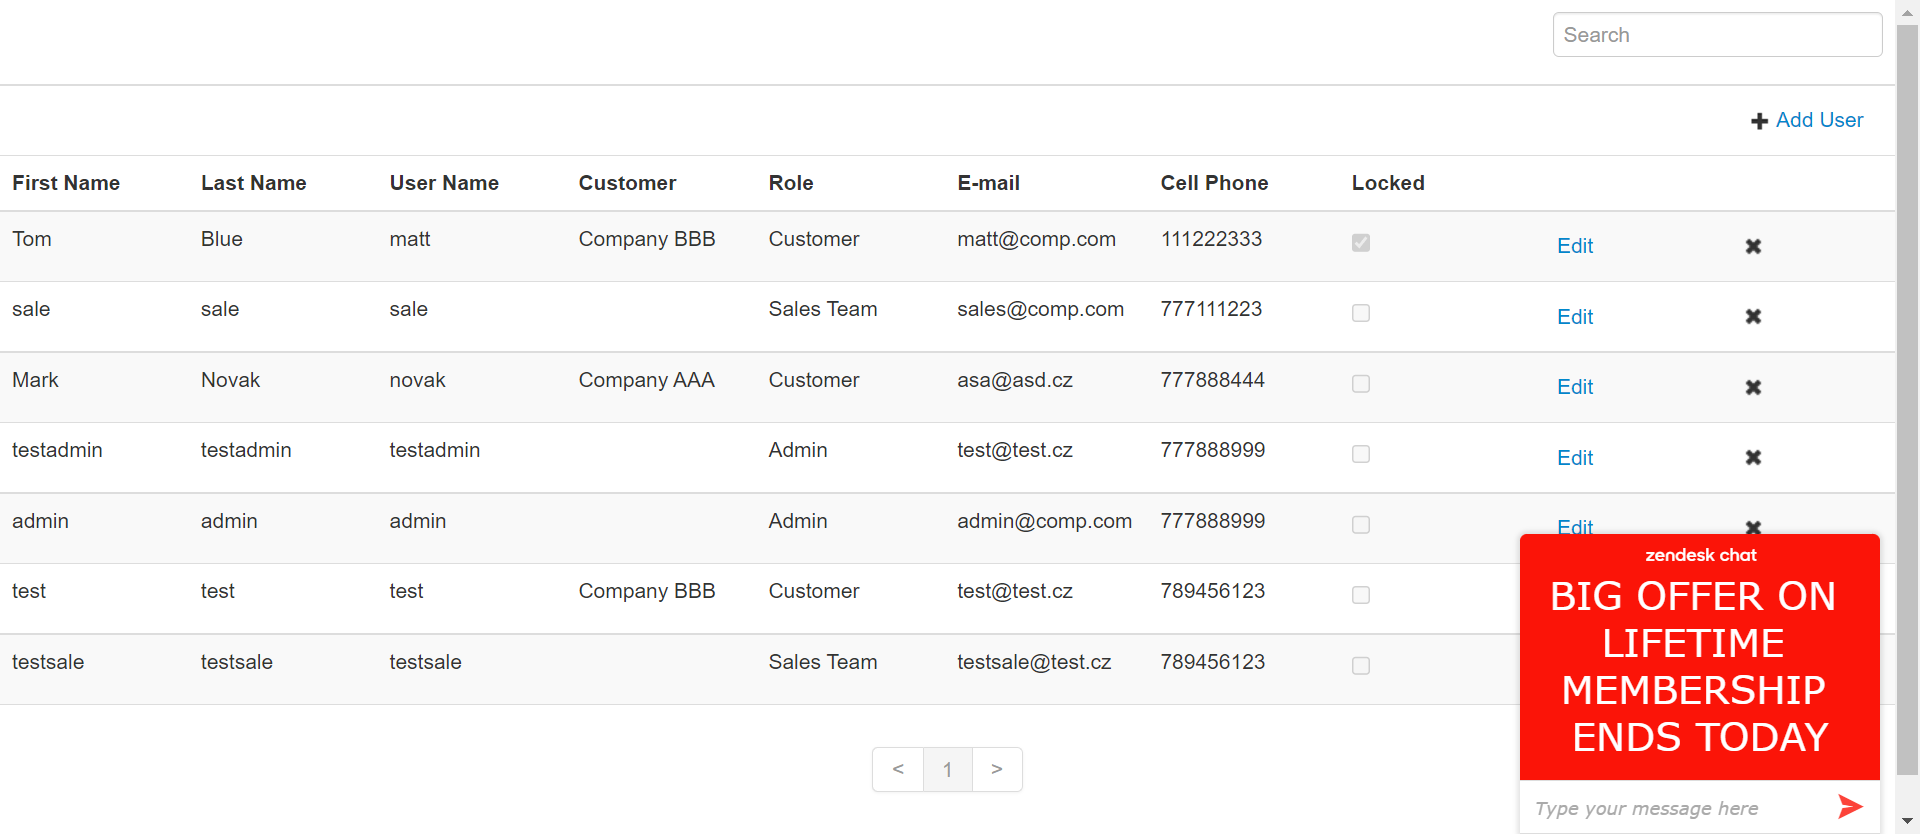 Search
Add User
First Name Last Name User Name Customer Role E-mail Cell Phone Locked
Tom Blue matt Company BBB Customer matt@comp.com 111222333 Edit
sale sale sale Sales Team sales@comp.com 777111223 Edit
Mark Novak novak Company AAA Customer asa@asd.cz 777888444 Edit
testadmin testadmin testadmin Admin test@test.cz 777888999 Edit
admin admin admin Admin admin@comp.com 777888999 Edit
test test test Company BBB Customer test@test.cz 789456123
testsale testsale testsale Sales Team testsale@test.cz 789456123
< 1 >
zendesk chat
BIG OFFER ON
LIFETIME
MEMBERSHIP
ENDS TODAY
Type your message here